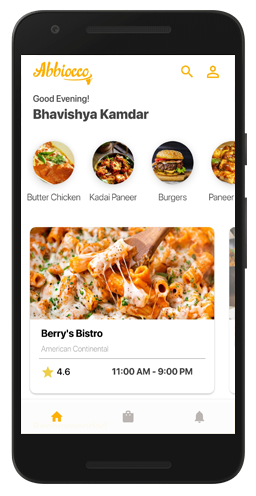 Abbiocco
Good Evening!
Bhavishya Kamdar
Butter Chicken
Kadai Paneer
Burgers
Paneer
Berry's Bistro
American Continental
4.6
11:00 AM - 9:00 PM